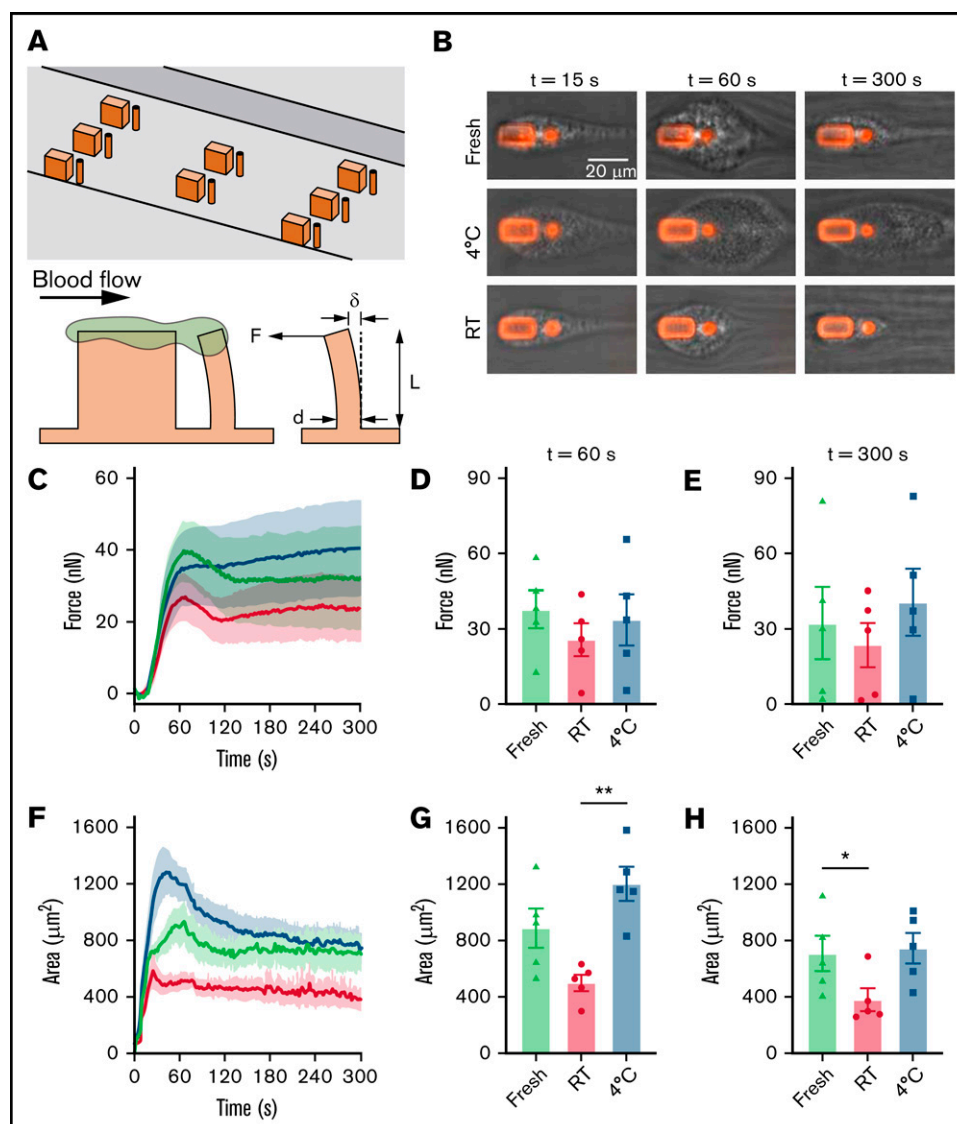 A
Blood flow
δ
F
L
d
B
t = 15 s
t = 60 s
t = 300 s
Fresh
20 μm
4°C
RT
C
Force (nN)
60
40
20
0
0 60 120 180 240 300
Time (s)
D
t = 60 s
Force (nN)
90
60
30
0
Fresh RT 4°C
E
t = 300 s
Force (nN)
90
60
30
0
Fresh RT 4°C
F
Area (μm²)
1600
1200
800
400
0
0 60 120 180 240 300
Time (s)
G
**
Area (μm²)
1600
1200
800
400
0
Fresh RT 4°C
H
*
Area (μm²)
1600
1200
800
400
0
Fresh RT 4°C